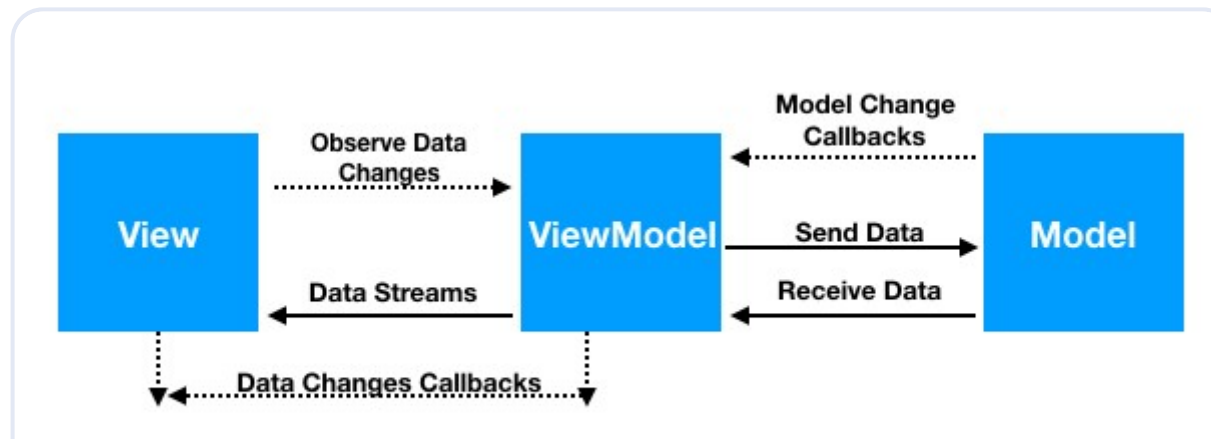 Model Change
Callbacks
Observe Data
Changes
View
ViewModel
Model
Send Data
Data Streams
Receive Data
Data Changes Callbacks